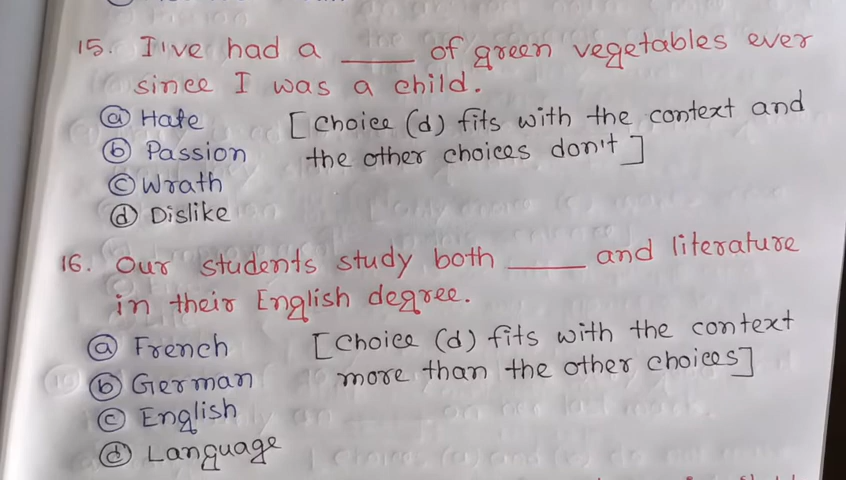 15. I've had a ____ of green vegetables ever
since I was a child.
ⓐ Hate [Choice (d) fits with the context and
ⓑ Passion the other choices don't]
ⓒ Wrath
ⓓ Dislike
16. Our students study both ____ and literature
in their English degree.
ⓐ French [Choice (d) fits with the context
ⓑ German more than the other choices]
ⓒ English
ⓓ Language